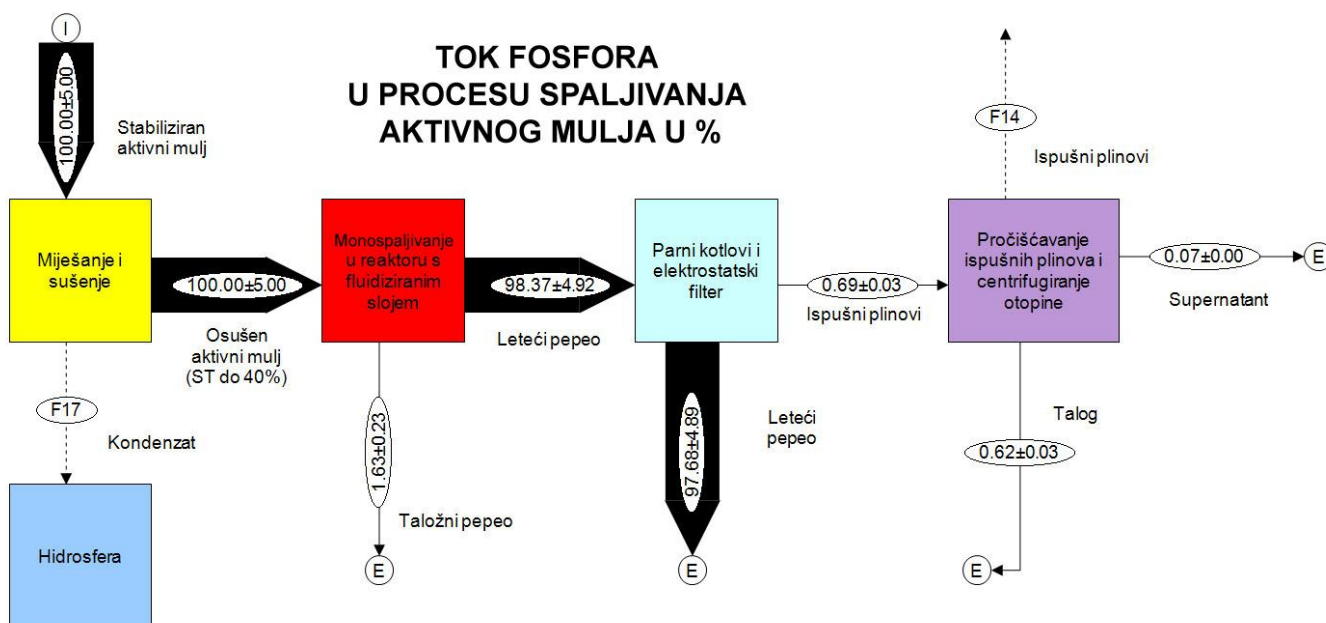 I
TOK FOSFORA
U PROCESU SPALJIVANJA
AKTIVNOG MULJA U %
100.00±5.00
Stabiliziran
aktivni mulj
F14
Ispušni plinovi
Miješanje i
sušenje
100.00±5.00
Osušen
aktivni mulj
(ST do 40%)
Monospaljivanje
u reaktoru s
fluidiziranim
slojem
98.37±4.92
Leteći pepeo
Parni kotlovi i
elektrostatski
filter
0.69±0.03
Ispušni plinovi
Pročišćavanje
ispušnih plinova i
centrifugiranje
otopine
0.07±0.00
E
Supernatant
F17
Kondenzat
Hidrosfera
1.63±0.23
Taložni pepeo
E
97.68±4.89
Leteći
pepeo
E
Talog
0.62±0.03
E